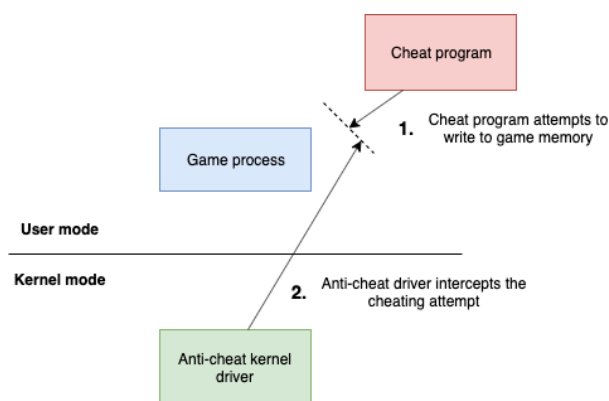 Cheat program
1. Cheat program attempts to
write to game memory
Game process
User mode
Kernel mode
2. Anti-cheat driver intercepts the
cheating attempt
Anti-cheat kernel
driver